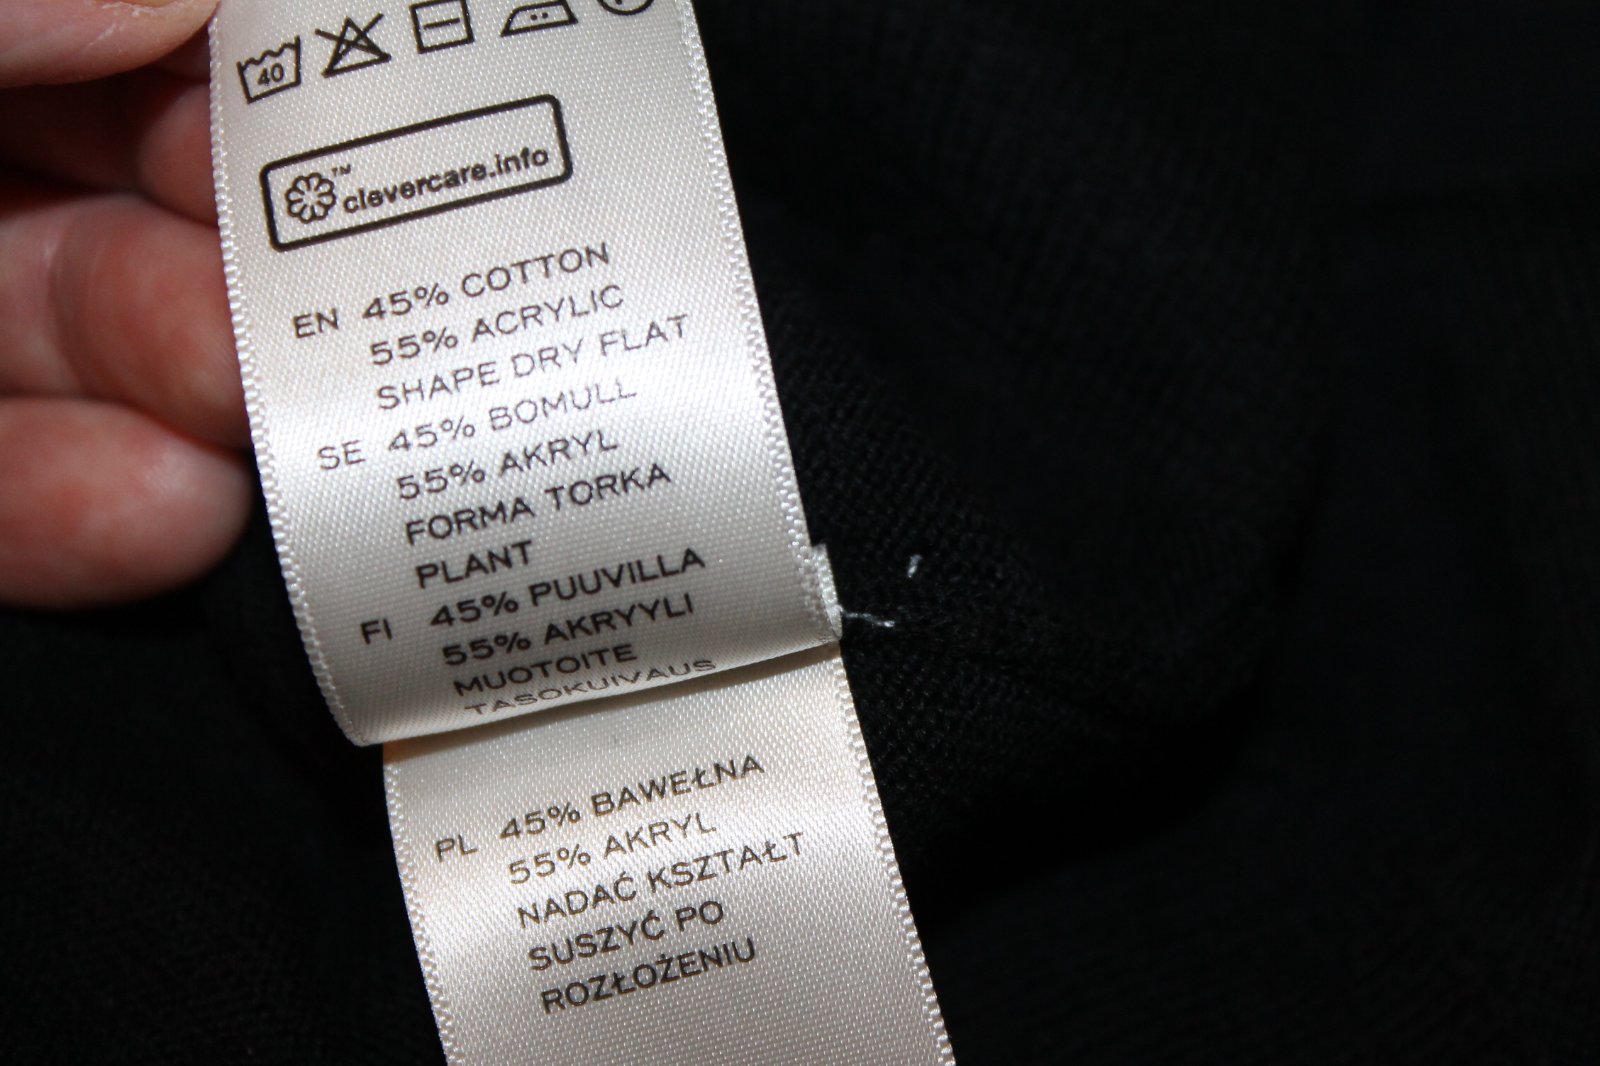 40
™
clevercare.info
EN 45% COTTON
55% ACRYLIC
SHAPE DRY FLAT
SE 45% BOMULL
55% AKRYL
FORMA TORKA
PLANT
FI 45% PUUVILLA
55% AKRYYLI
MUOTOITE
TASOKUIVAUS
PL 45% BAWEŁNA
55% AKRYL
NADAĆ KSZTAŁT
SUSZYĆ PO
ROZŁOŻENIU